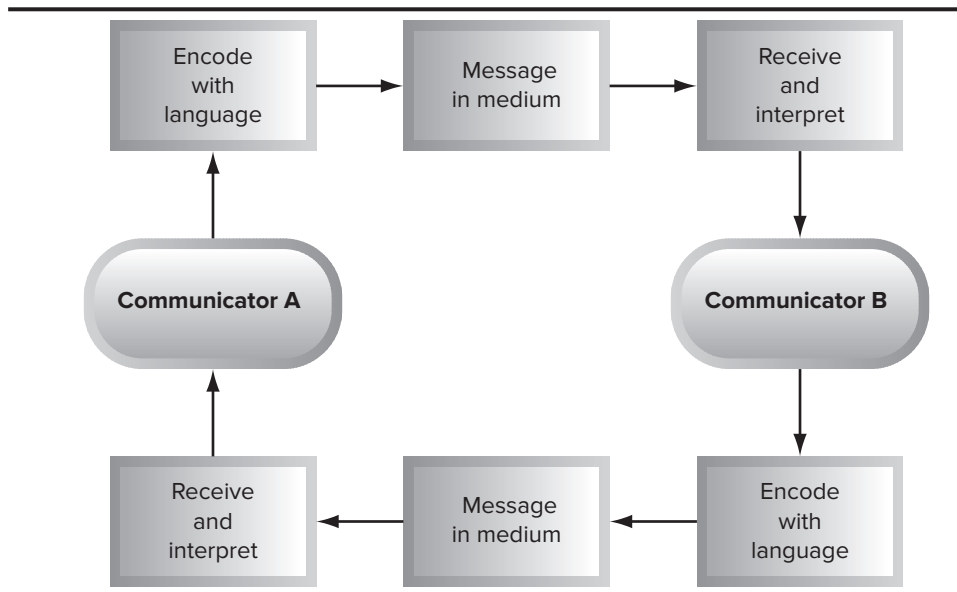 Encode
with
language
Message
in medium
Receive
and
interpret
Communicator A
Communicator B
Receive
and
interpret
Message
in medium
Encode
with
language